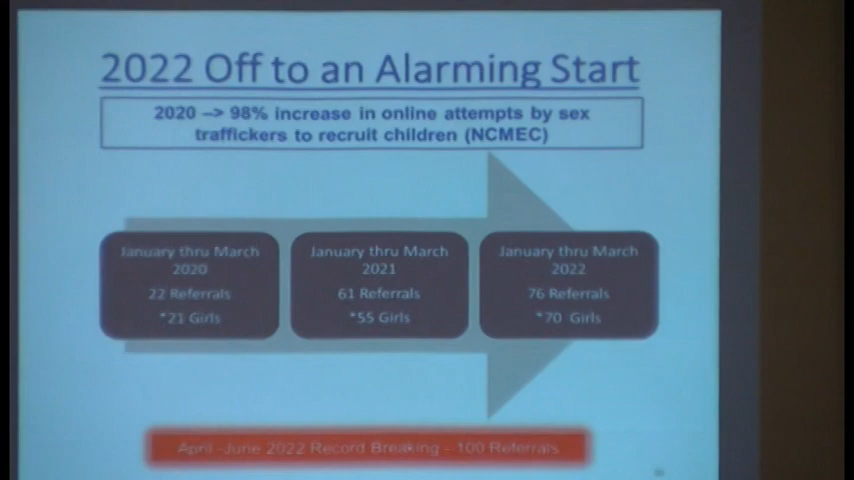 2022 Off to an Alarming Start
2020 –> 98% increase in online attempts by sex
traffickers to recruit children (NCMEC)
January thru March
2020
22 Referrals
*21 Girls
January thru March
2021
61 Referrals
*55 Girls
January thru March
2022
76 Referrals
*70 Girls
April -June 2022 Record Breaking - 100 Referrals